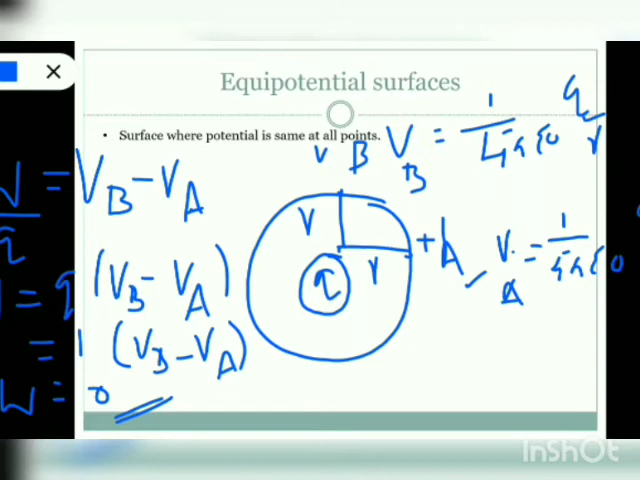 Equipotential surfaces
• Surface where potential is same at all points.
V_B = 1/4πε0 q/r
V B
W/q = V_B - V_A
r
+ A
V_A = 1/4πε0
q
r
W = q (V_B - V_A)
= 1 (V_B - V_A)
W = 0
InShOt